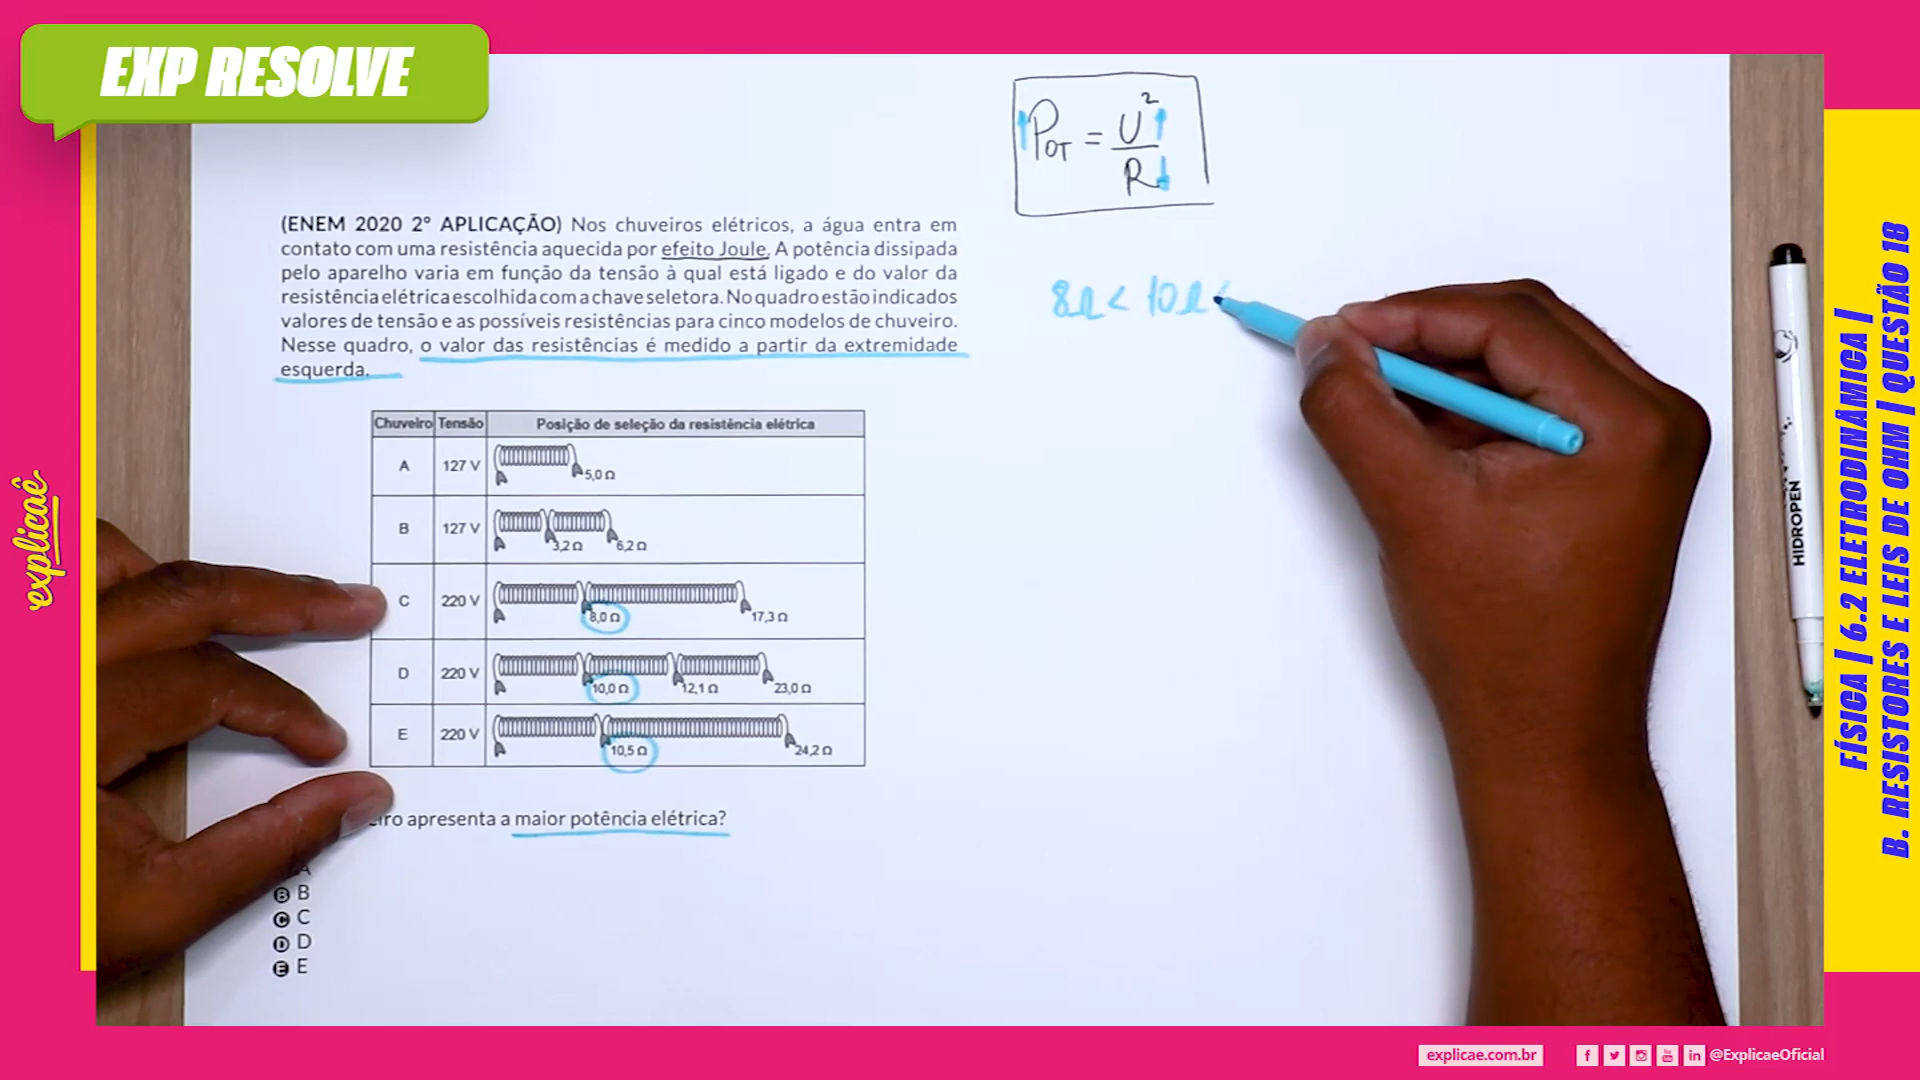 EXP RESOLVE
Pot = U²/R
(ENEM 2020 2° APLICAÇÃO) Nos chuveiros elétricos, a água entra em
contato com uma resistência aquecida por efeito Joule. A potência dissipada
pelo aparelho varia em função da tensão à qual está ligado e do valor da
resistência elétrica escolhida com a chave seletora. No quadro estão indicados
valores de tensão e as possíveis resistências para cinco modelos de chuveiro.
Nesse quadro, o valor das resistências é medido a partir da extremidade
esquerda.
8Ω < 10Ω <
Chuveiro Tensão Posição de seleção da resistência elétrica
A 127 V 5,0 Ω
B 127 V 3,2 Ω 6,2 Ω
C 220 V 8,0 Ω 17,3 Ω
D 220 V 10,0 Ω 12,1 Ω 23,0 Ω
E 220 V 10,5 Ω 24,2 Ω
apresenta a maior potência elétrica?
A
B B
C C
D D
E E
explicaê
HIDROPEN
FÍSICA | 6.2 ELETRODINÂMICA |
B. RESISTORES E LEIS DE OHM | QUESTÃO 18
explicae.com.br
@ExplicaeOficial